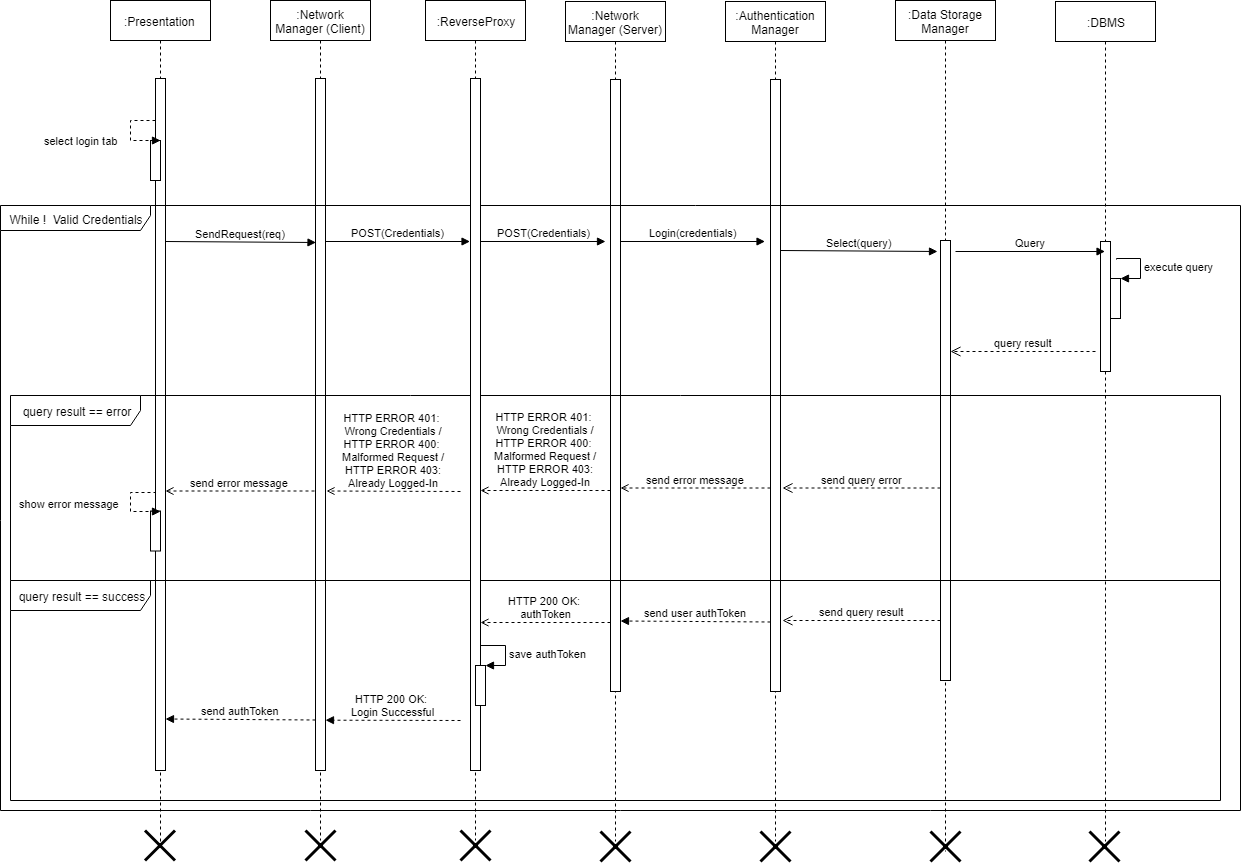 :Presentation
:Network
Manager (Client)
:ReverseProxy
:Network
Manager (Server)
:Authentication
Manager
:Data Storage
Manager
:DBMS
select login tab
While !  Valid Credentials
SendRequest(req)
POST(Credentials)
POST(Credentials)
Login(credentials)
Select(query)
Query
execute query
query result
query result == error
HTTP ERROR 401:
Wrong Credentials /
HTTP ERROR 400:
Malformed Request /
HTTP ERROR 403:
Already Logged-In
HTTP ERROR 401:
Wrong Credentials /
HTTP ERROR 400:
Malformed Request /
HTTP ERROR 403:
Already Logged-In
send error message
send error message
send query error
show error message
query result == success
HTTP 200 OK:
authToken
send user authToken
send query result
save authToken
HTTP 200 OK:
Login Successful
send authToken